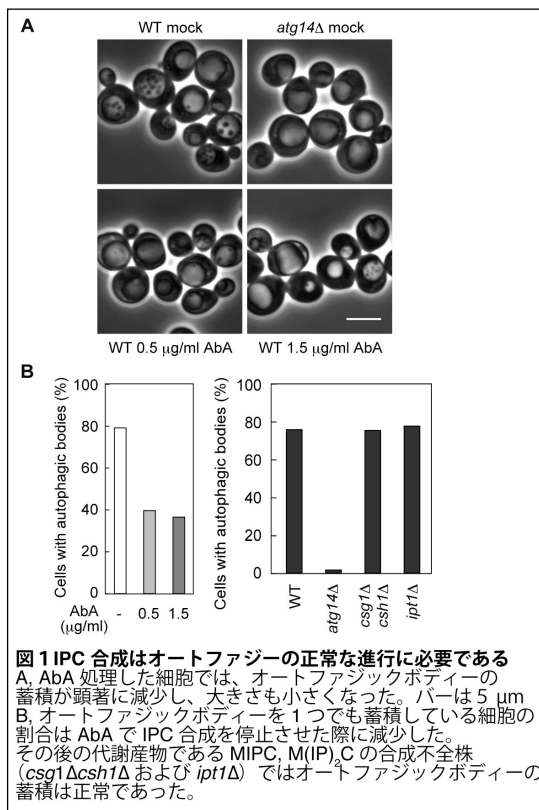 A
WT mock
atg14Δ mock
WT 0.5 μg/ml AbA
WT 1.5 μg/ml AbA
B
Cells with autophagic bodies (%)
100
80
60
40
20
0
AbA
(μg/ml)
-
0.5
1.5
Cells with autophagic bodies (%)
100
80
60
40
20
0
WT
atg14Δ
csg1Δ
csh1Δ
ipt1Δ
図 1 IPC 合成はオートファジーの正常な進行に必要である
A, AbA 処理した細胞では、オートファジックボディーの
蓄積が顕著に減少し、大きさも小さくなった。バーは 5 μm
B, オートファジックボディーを 1 つでも蓄積している細胞の
割合は AbA で IPC 合成を停止させた際に減少した。
その後の代謝産物である MIPC, M(IP)₂C の合成不全株
（csg1Δcsh1Δ および ipt1Δ）ではオートファジックボディーの
蓄積は正常であった。